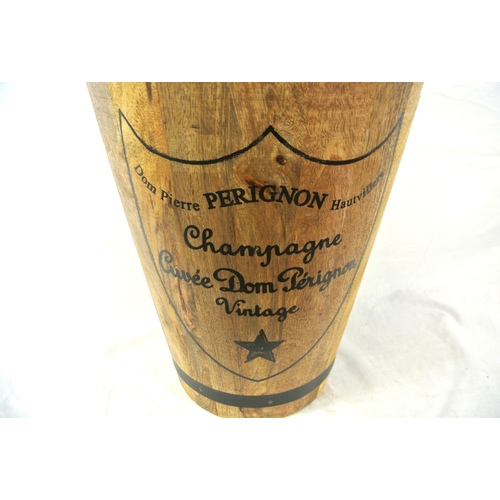 Dom Pierre PERIGNON Hautvillers
Champagne
Cuvée Dom Pérignon
Vintage